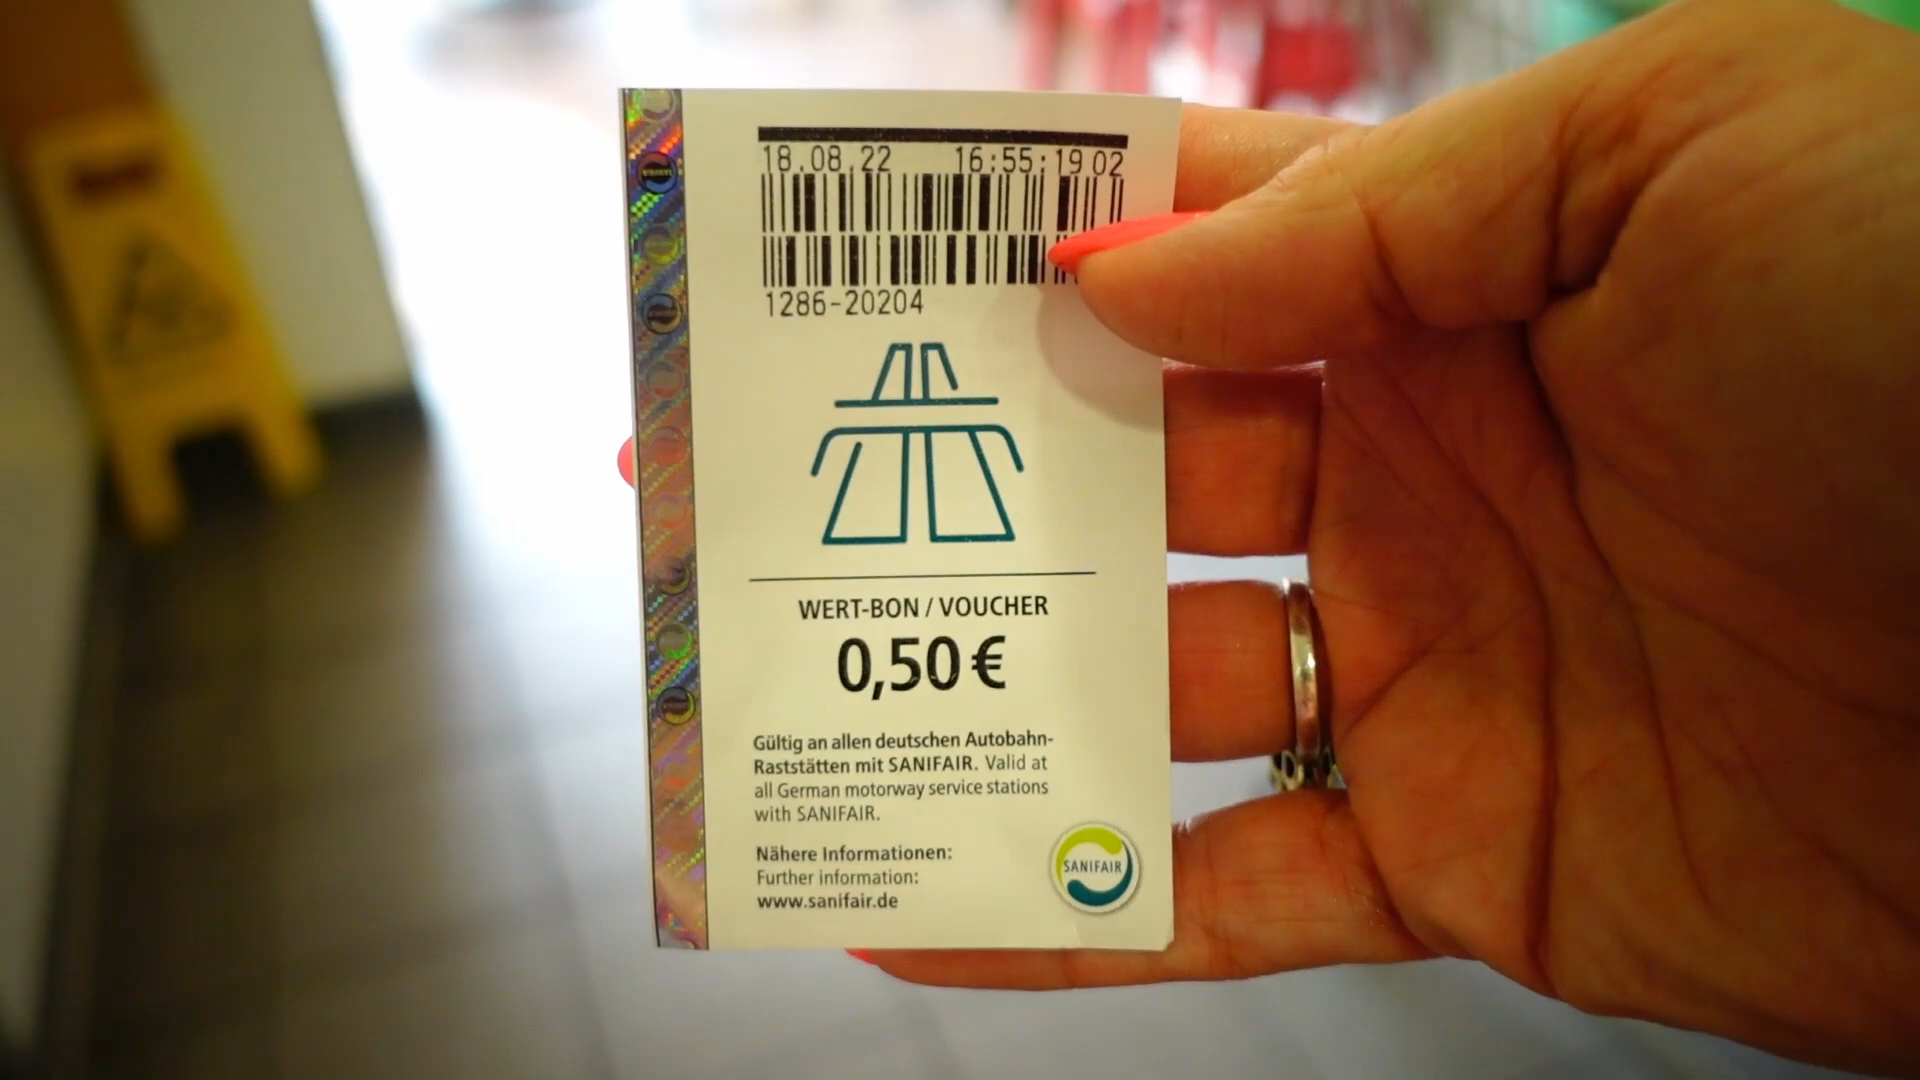 18.08.22 16:55:19 02
1286-20204
WERT-BON / VOUCHER
0,50 €
Gültig an allen deutschen Autobahn-
Raststätten mit SANIFAIR. Valid at
all German motorway service stations
with SANIFAIR.
Nähere Informationen:
Further information:
www.sanifair.de
SANIFAIR